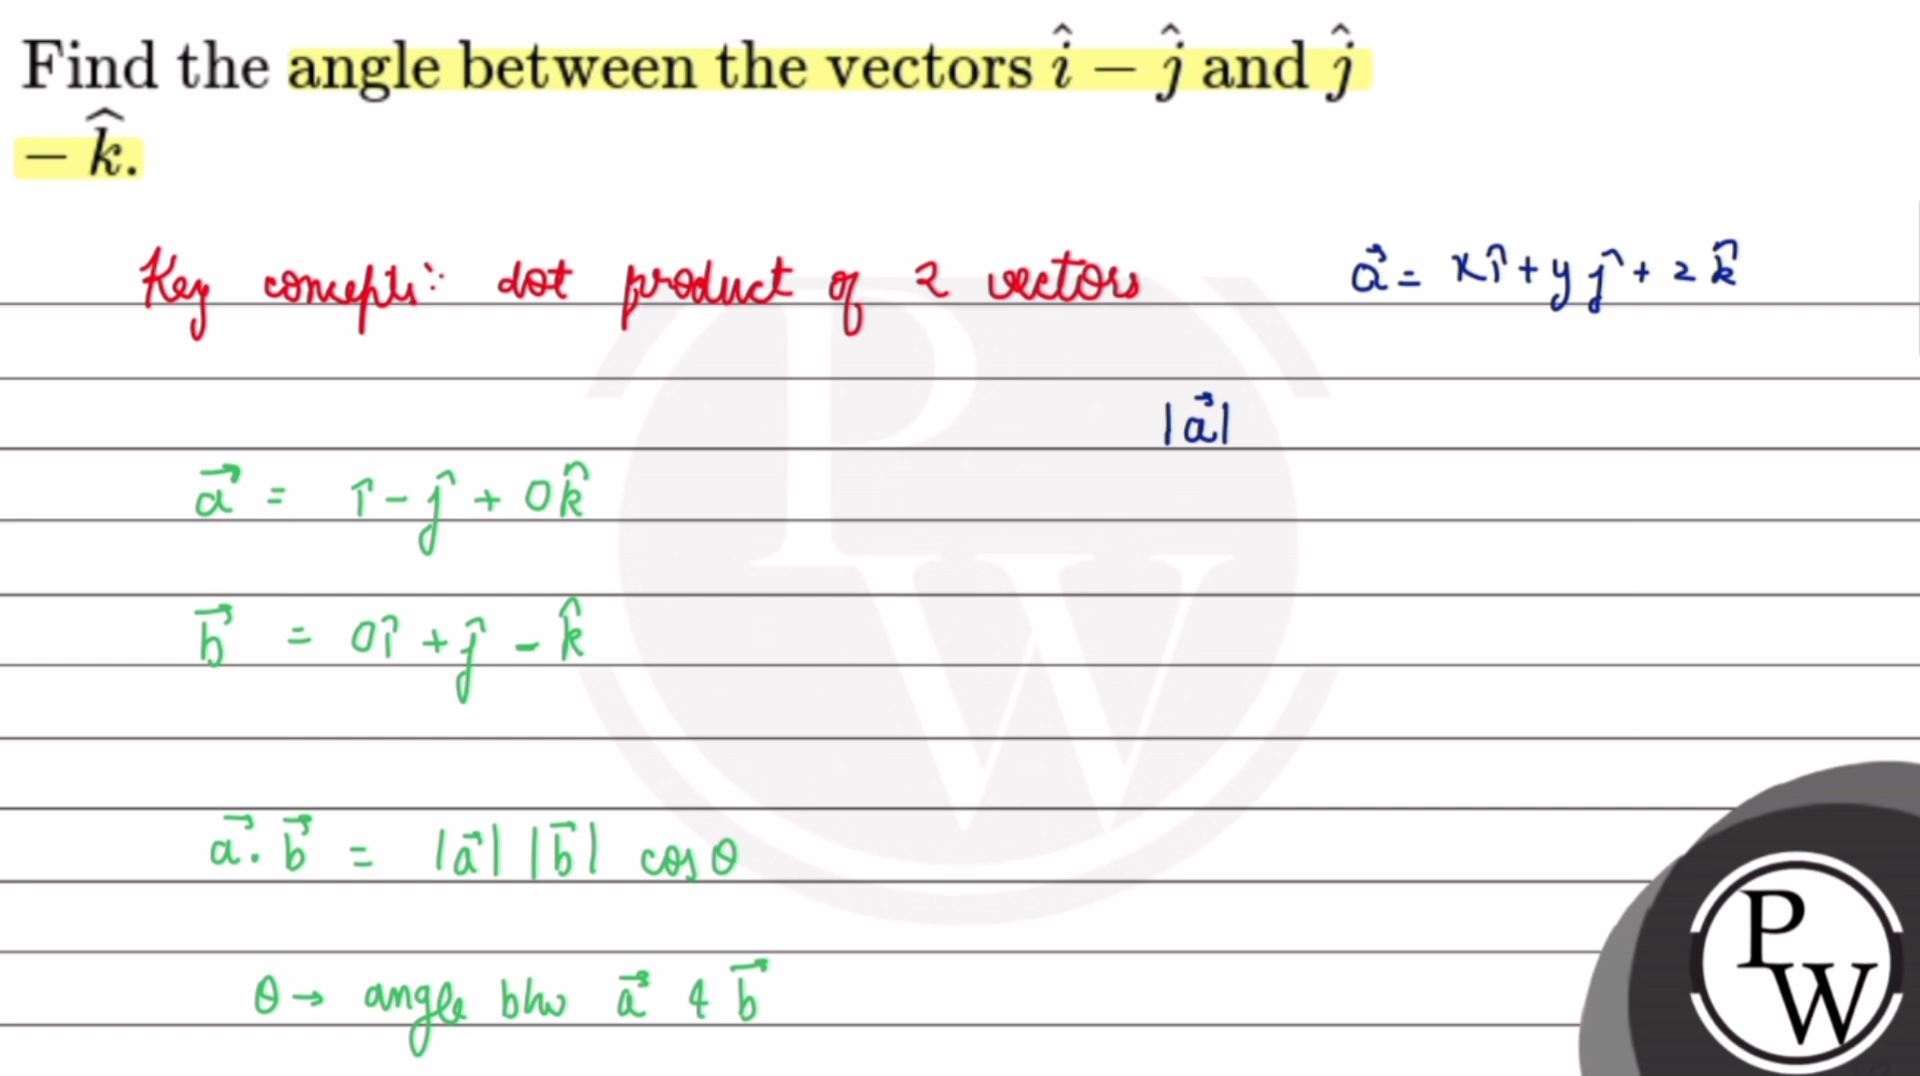 Find the angle between the vectors î − ĵ and ĵ
− k̂.
Key concepts: dot product of 2 vectors
a⃗ = xî + yĵ + zk̂
|a⃗|
a⃗ = î - ĵ + 0k̂
b⃗ = 0î + ĵ - k̂
a⃗. b⃗ = |a⃗| |b⃗| cos θ
θ → angle b/w a⃗ & b⃗
PW
PW